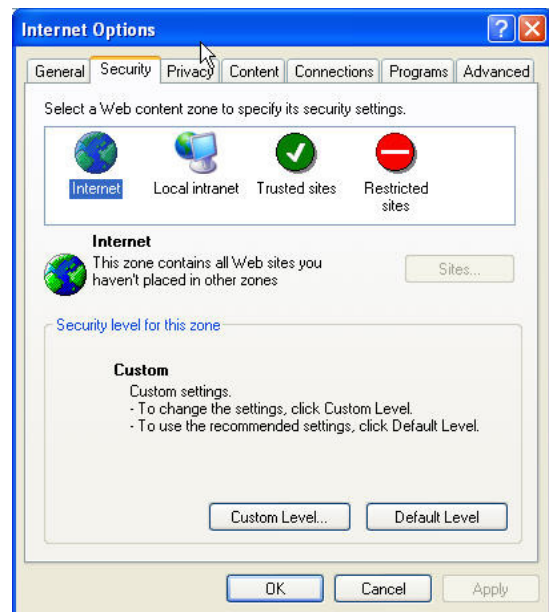 Internet Options
General Security Privacy Content Connections Programs Advanced
Select a Web content zone to specify its security settings.
Internet Local intranet Trusted sites Restricted sites
Internet
This zone contains all Web sites you
haven't placed in other zones
Sites...
Security level for this zone
Custom
Custom settings.
- To change the settings, click Custom Level.
- To use the recommended settings, click Default Level.
Custom Level... Default Level
OK Cancel Apply